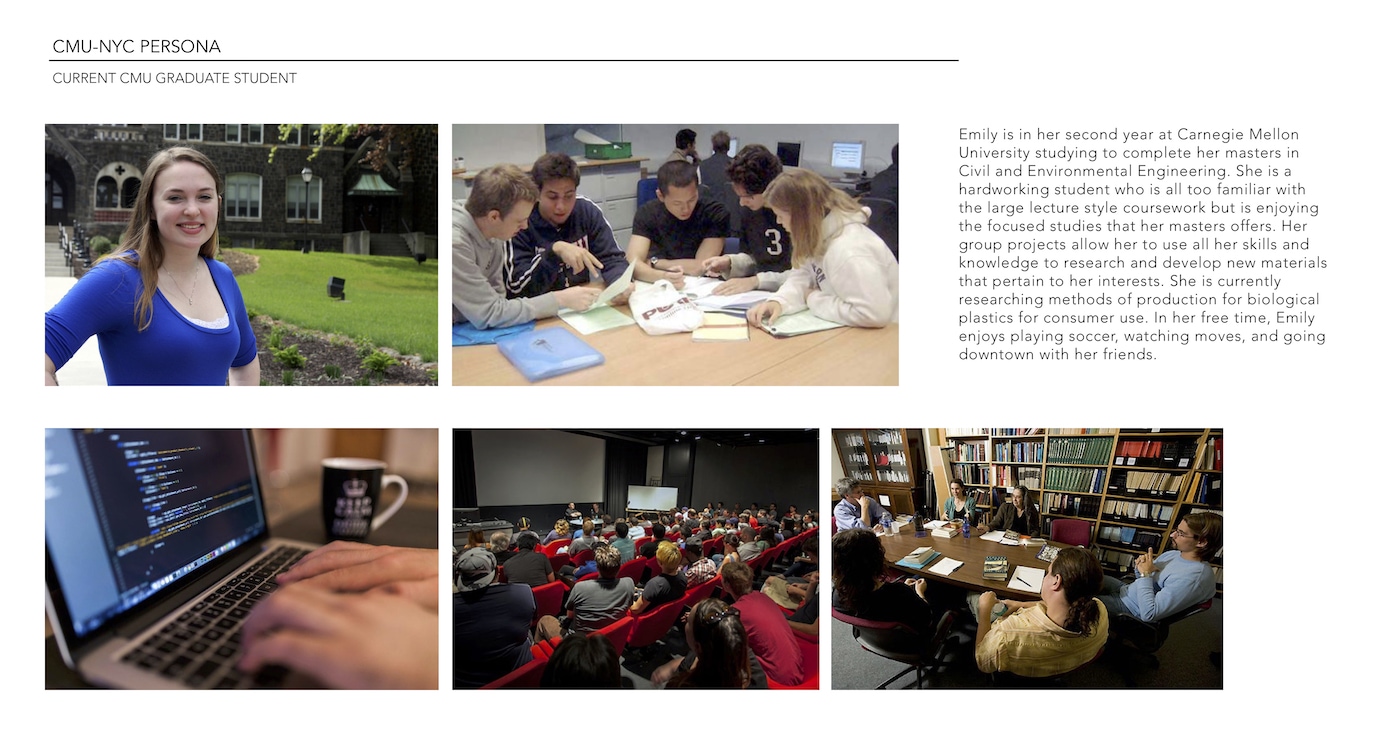 CMU-NYC PERSONA
CURRENT CMU GRADUATE STUDENT
Emily is in her second year at Carnegie Mellon
University studying to complete her masters in
Civil and Environmental Engineering. She is a
hardworking student who is all too familiar with
the large lecture style coursework but is enjoying
the focused studies that her masters offers. Her
group projects allow her to use all her skills and
knowledge to research and develop new materials
that pertain to her interests. She is currently
researching methods of production for biological
plastics for consumer use. In her free time, Emily
enjoys playing soccer, watching moves, and going
downtown with her friends.
3